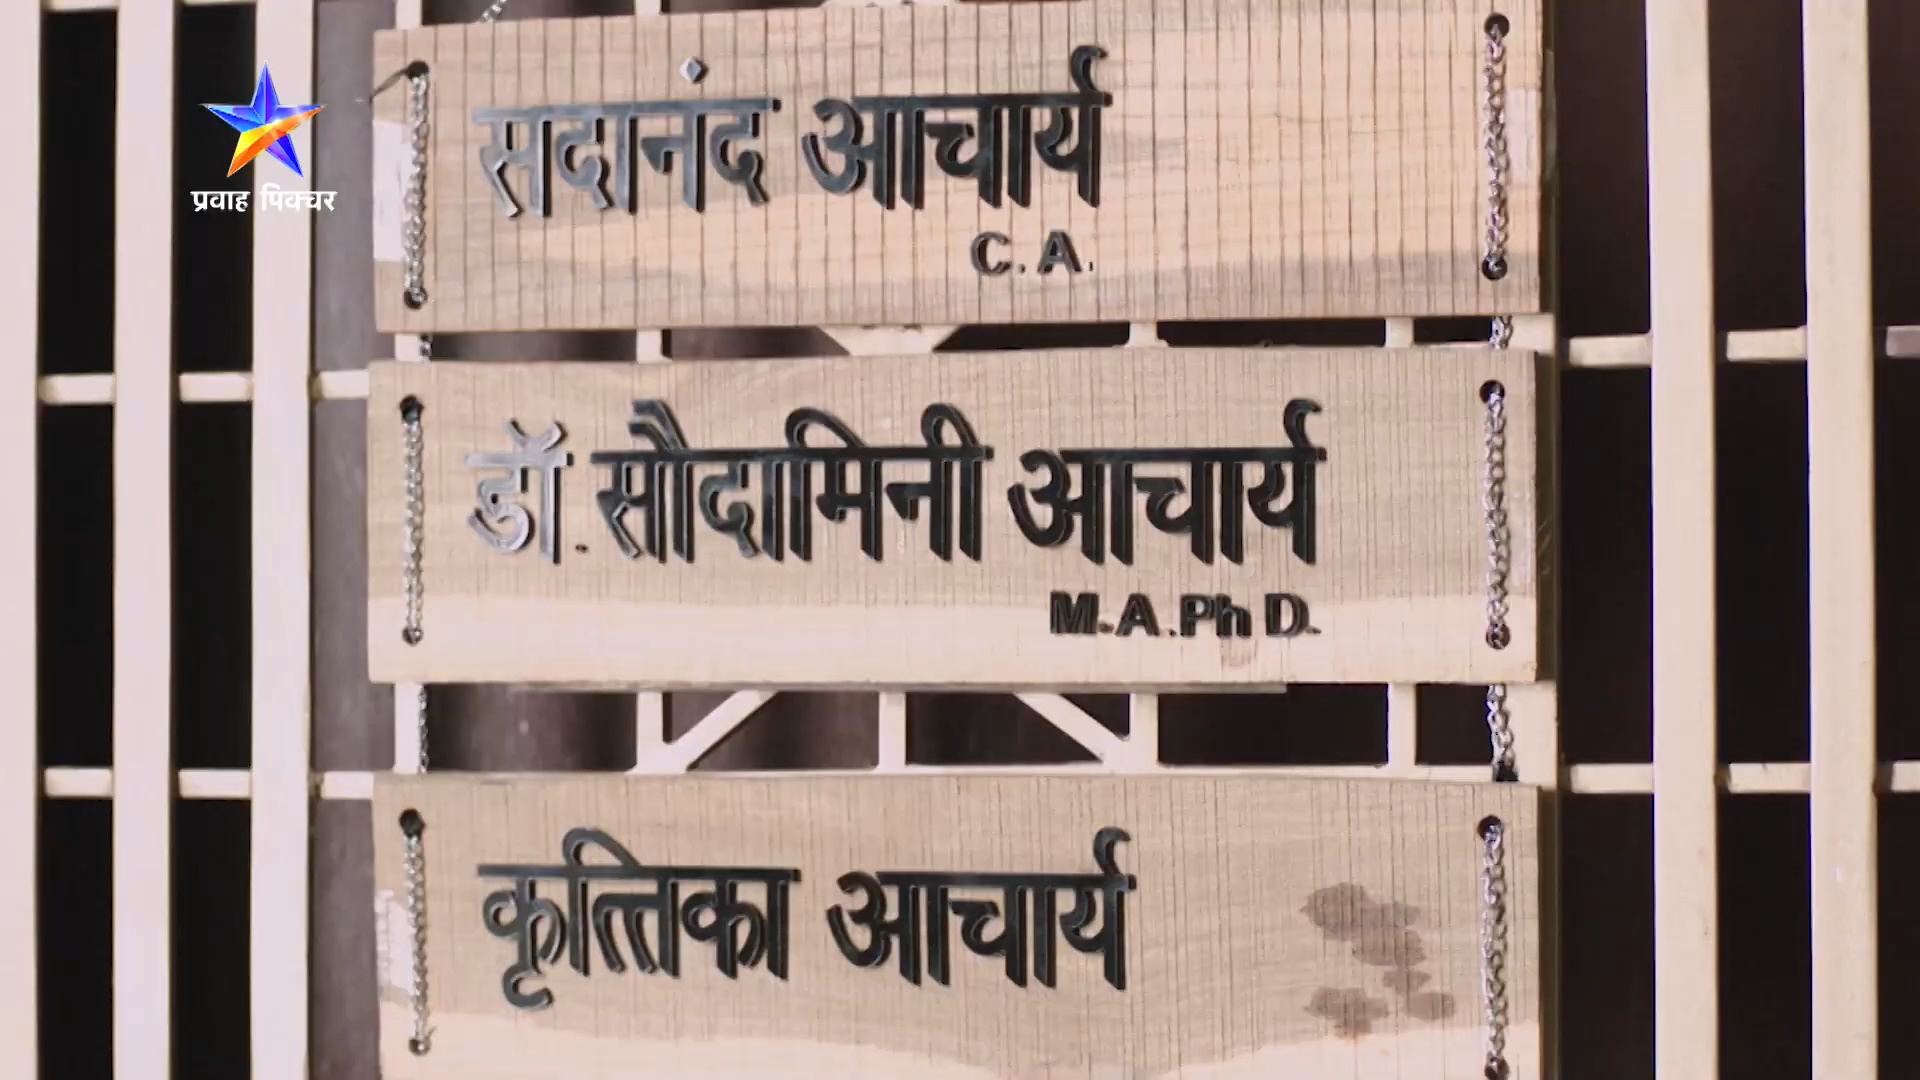 प्रवाह पिक्चर
सदानंद आचार्य
C.A.
डॉ. सौदामिनी आचार्य
M.A.Ph D.
कृत्तिका आचार्य